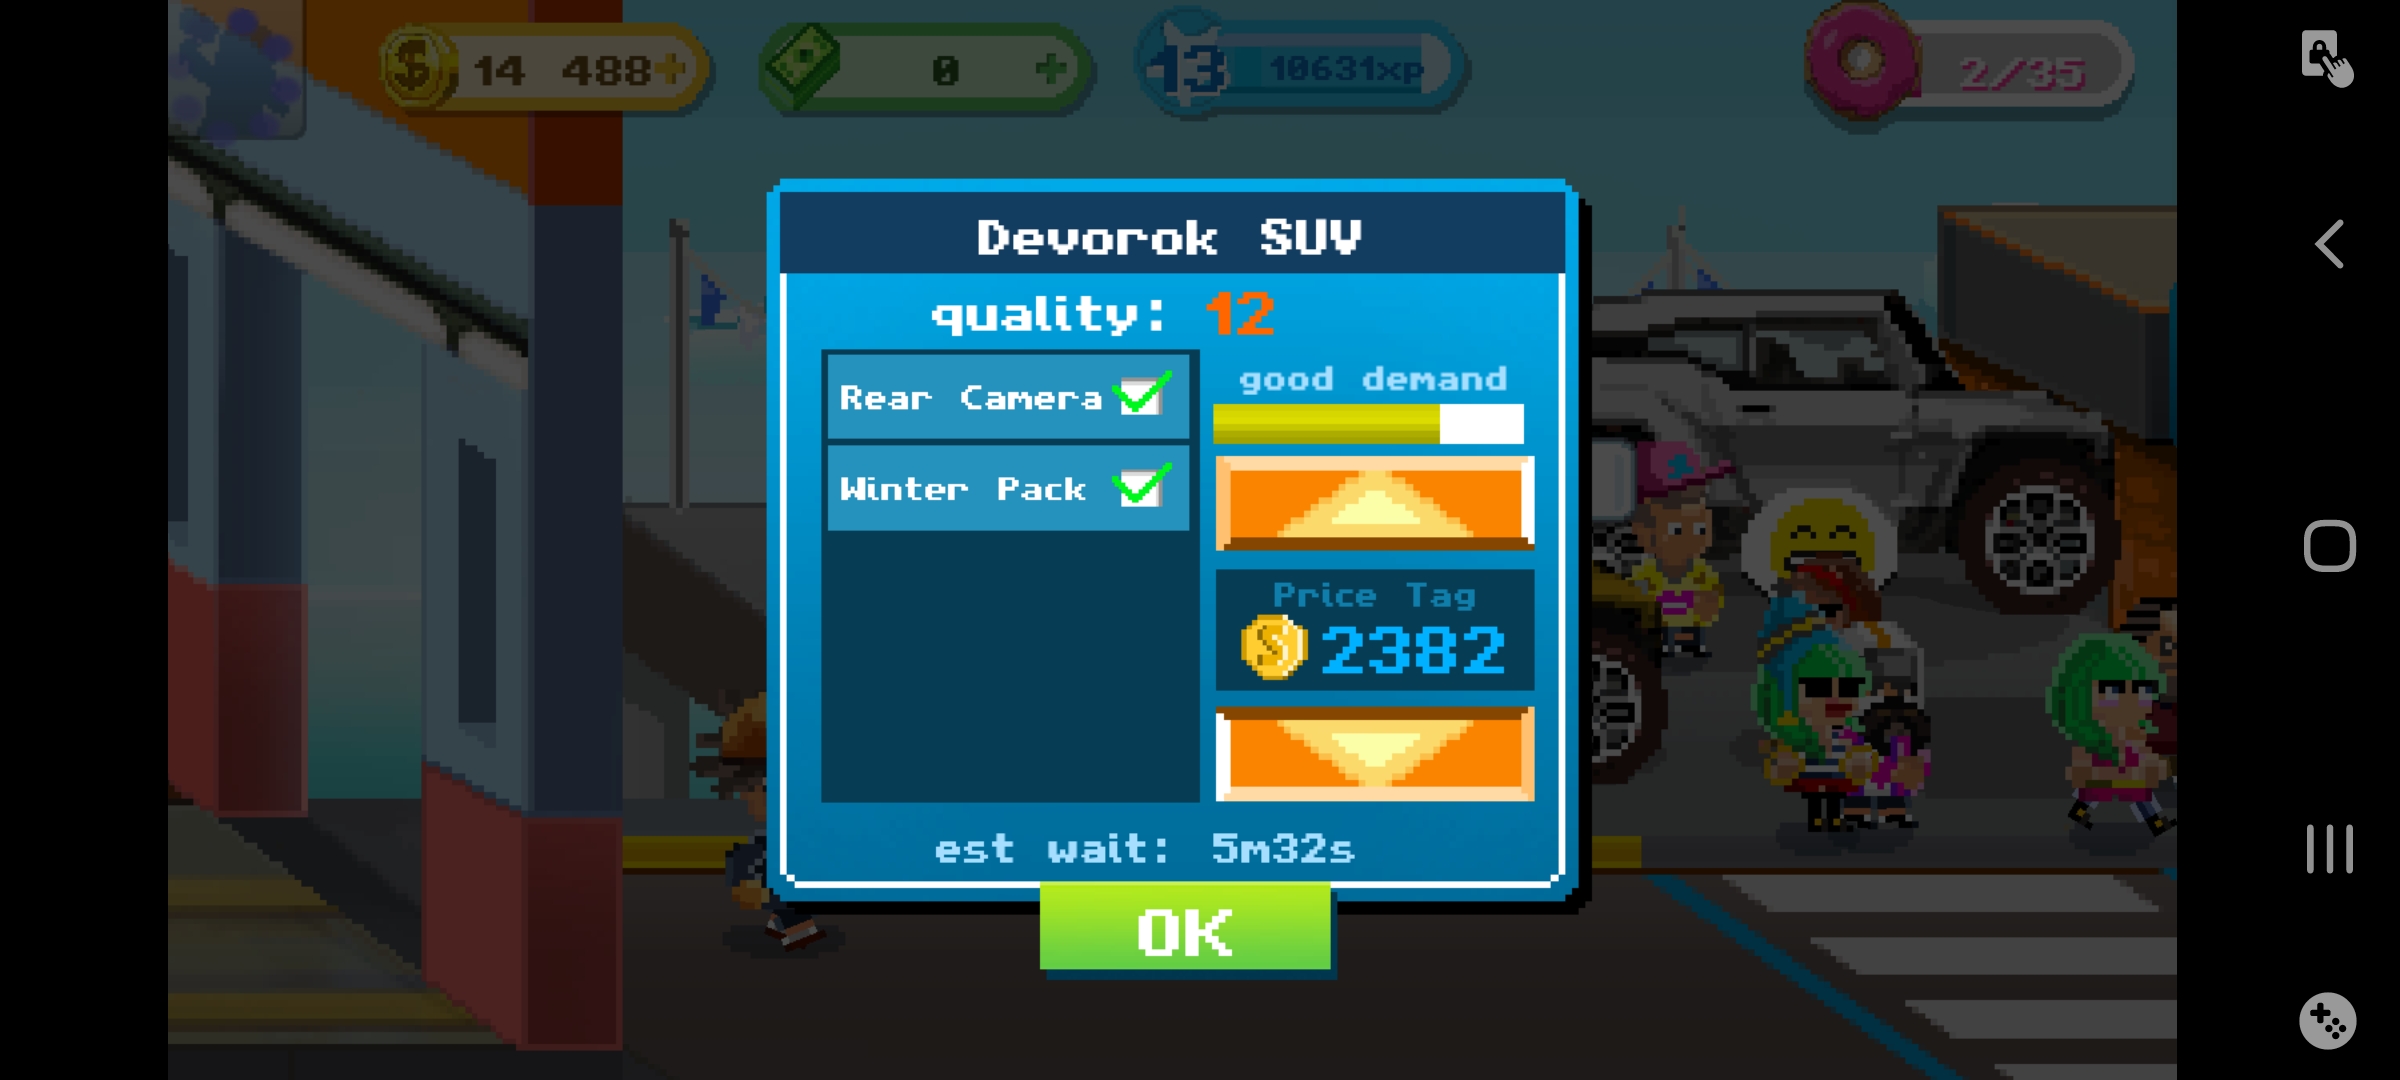 14 488+
0 +
13 10631xp
2/35
Devorok SUV
quality: 12
Rear Camera
Winter Pack
good demand
Price Tag
2382
est wait: 5m32s
OK